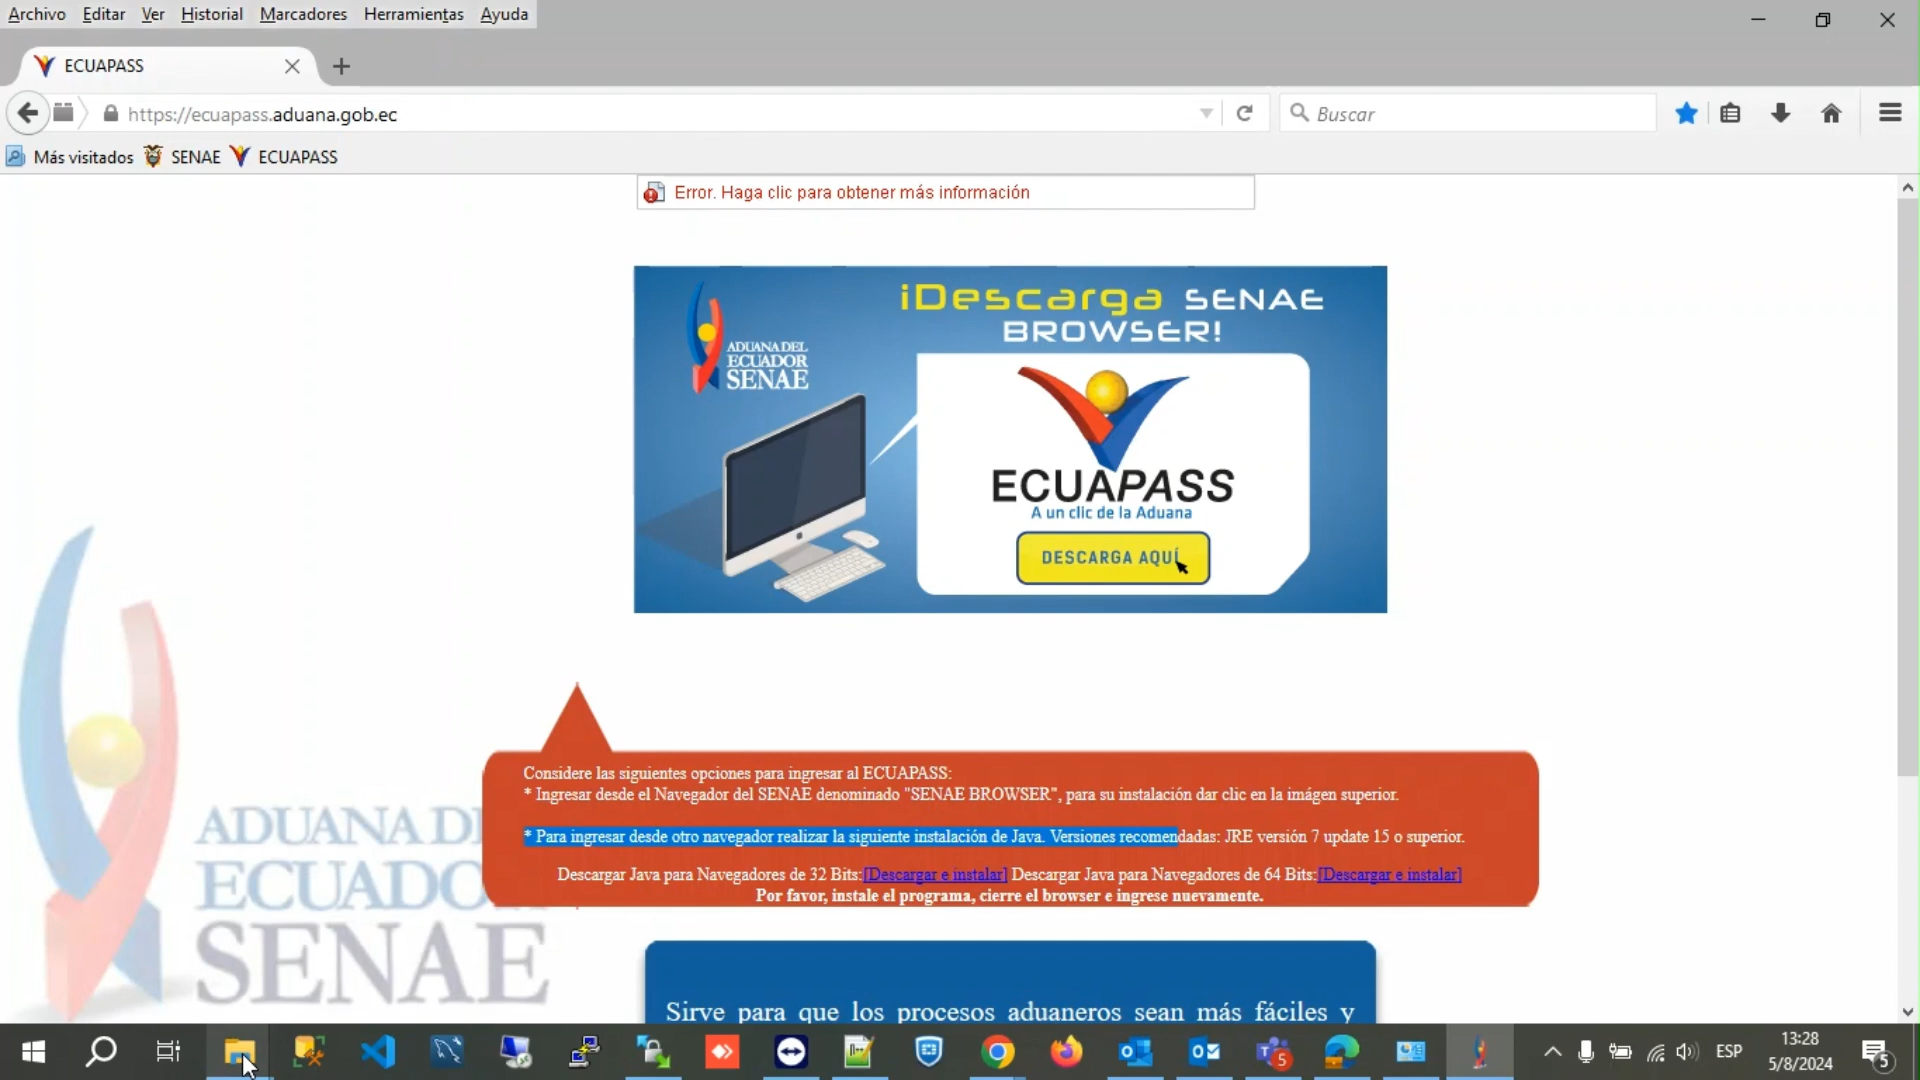 Archivo Editar Ver Historial Marcadores Herramientas Ayuda
ECUAPASS
https://ecuapass.aduana.gob.ec
Buscar
Más visitados SENAE ECUAPASS
Error. Haga clic para obtener más información
¡Descarga SENAE
BROWSER!
ADUANA DEL
ECUADOR
SENAE
ECUAPASS
A un clic de la Aduana
DESCARGA AQUÍ
Considere las siguientes opciones para ingresar al ECUAPASS:
* Ingresar desde el Navegador del SENAE denominado "SENAE BROWSER", para su instalación dar clic en la imágen superior.
* Para ingresar desde otro navegador realizar la siguiente instalación de Java. Versiones recomendadas: JRE versión 7 update 15 o superior.
Descargar Java para Navegadores de 32 Bits:[Descargar e instalar] Descargar Java para Navegadores de 64 Bits:[Descargar e instalar]
Por favor, instale el programa, cierre el browser e ingrese nuevamente.
ADUANA D
ECUADO
SENAE
Sirve para que los procesos aduaneros sean más fáciles y
5
ESP
13:28
5/8/2024
5